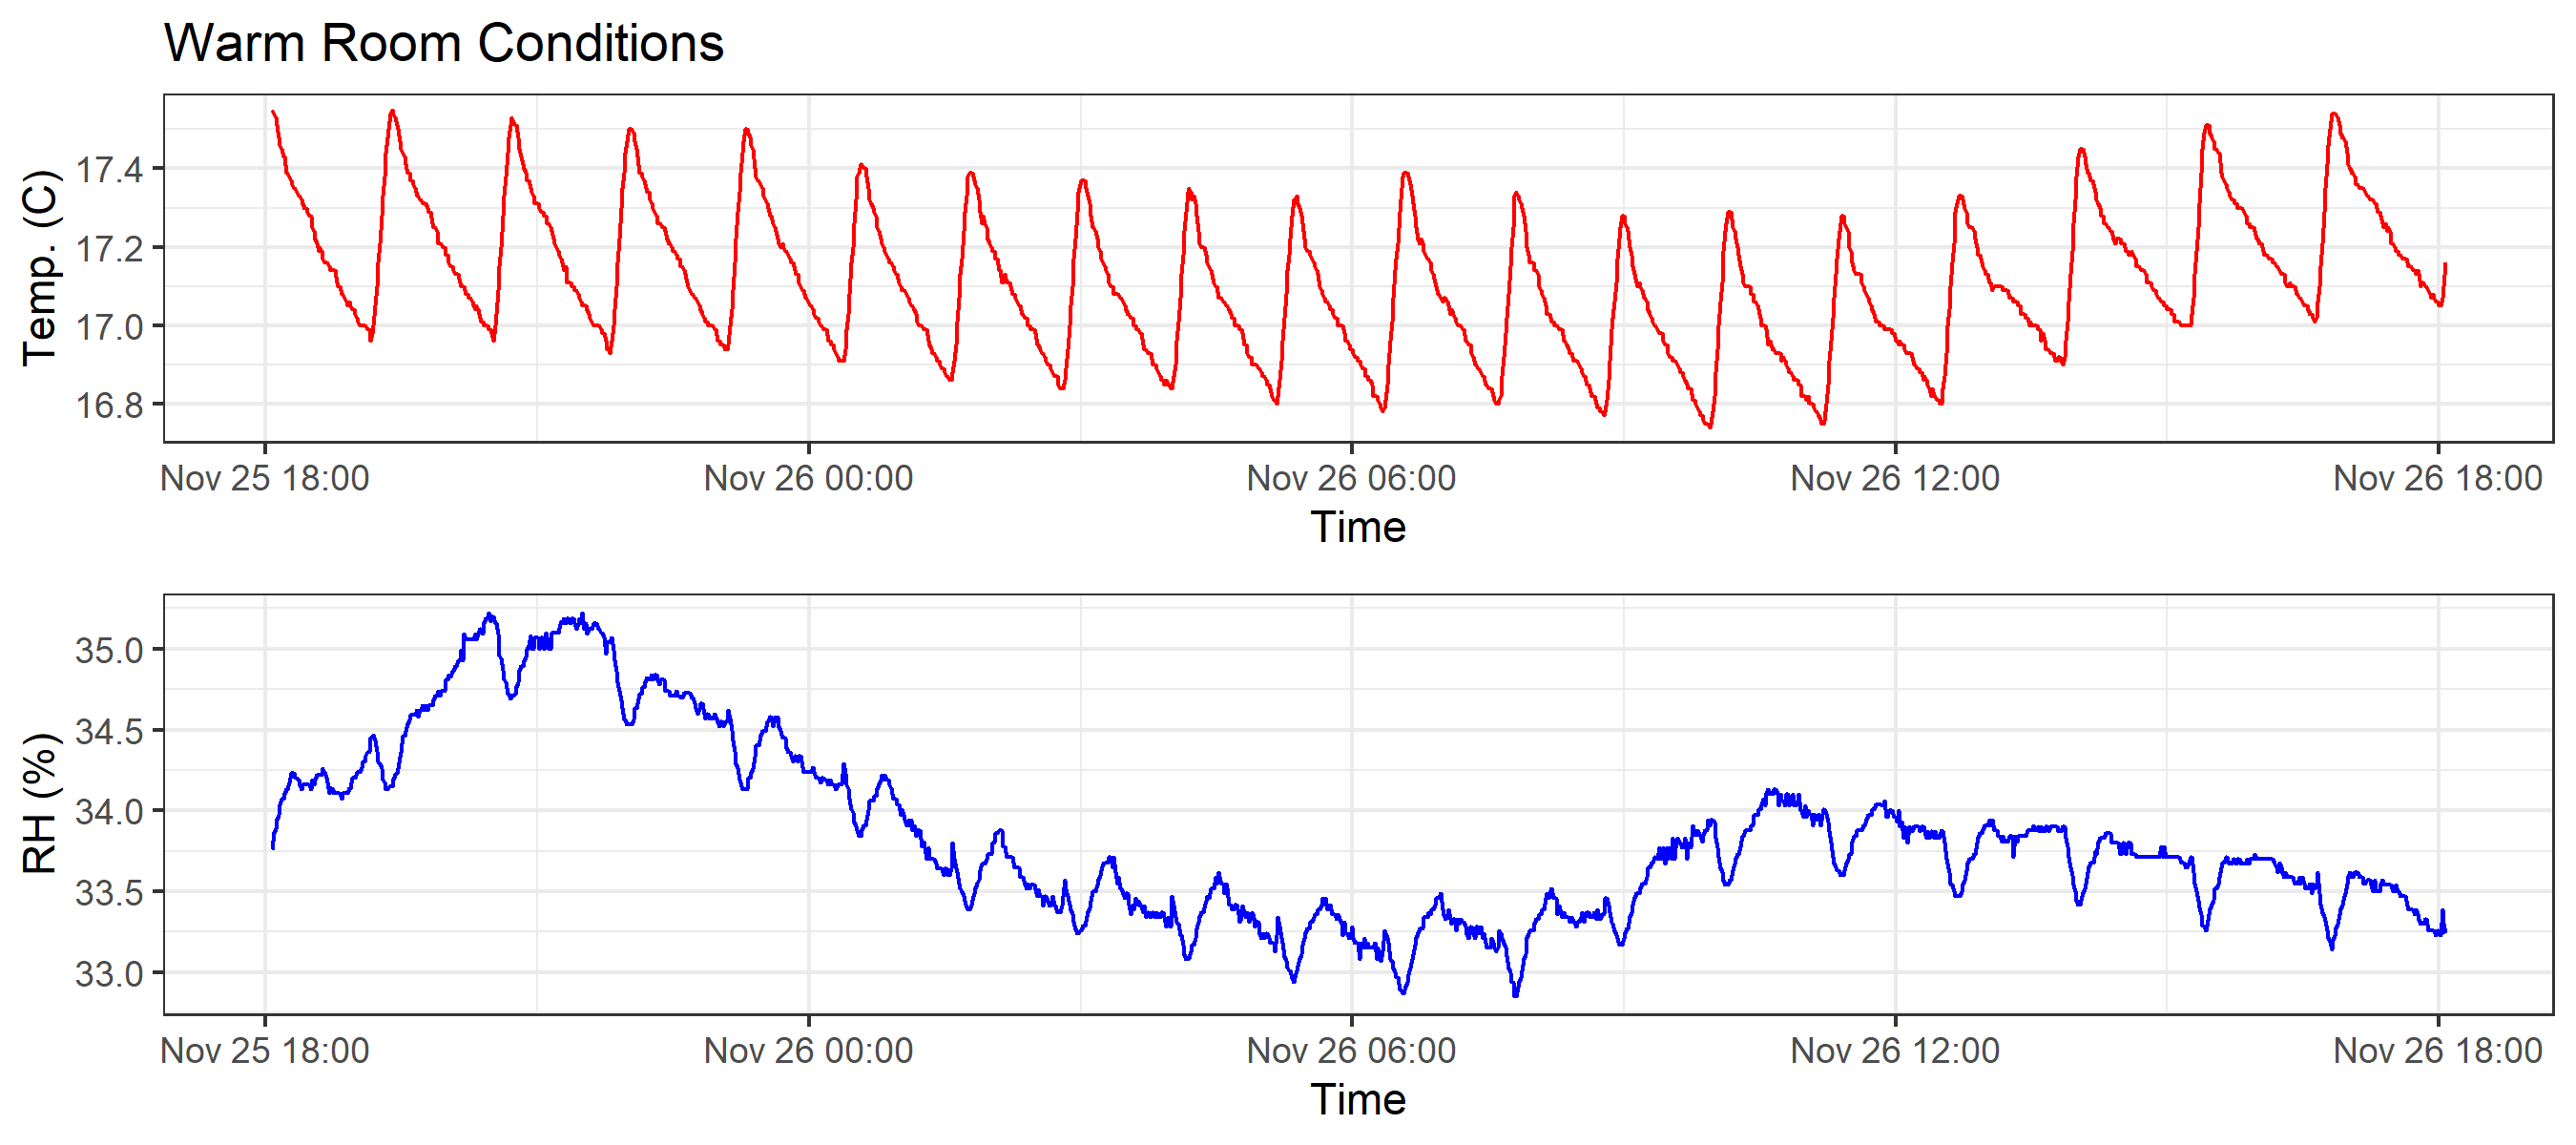 Warm Room Conditions
Temp. (C)
17.4
17.2
17.0
16.8
Nov 25 18:00 Nov 26 00:00 Nov 26 06:00 Nov 26 12:00 Nov 26 18:00
Time
RH (%)
35.0
34.5
34.0
33.5
33.0
Nov 25 18:00 Nov 26 00:00 Nov 26 06:00 Nov 26 12:00 Nov 26 18:00
Time